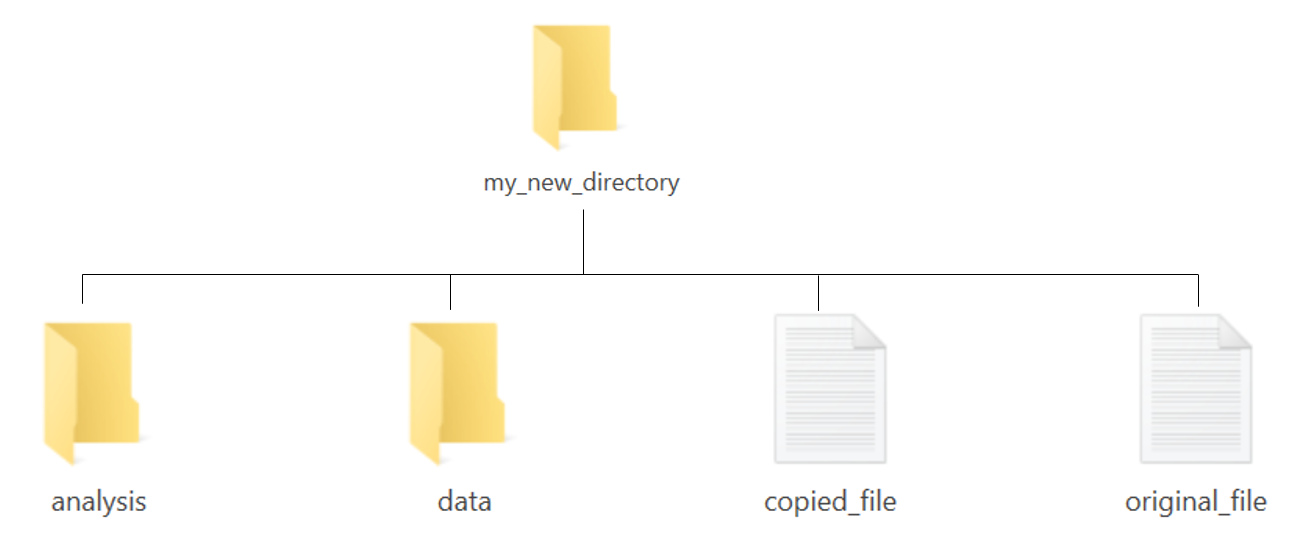 my_new_directory
analysis
data
copied_file
original_file